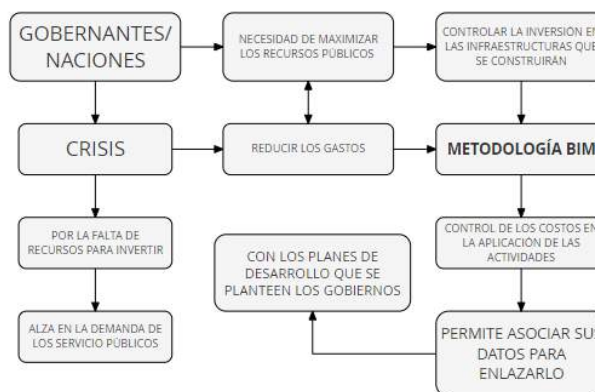 GOBERNANTES/
NACIONES
NECESIDAD DE MAXIMIZAR
LOS RECURSOS PÚBLICOS
CONTROLAR LA INVERSIÓN EN
LAS INFRAESTRUCTURAS QUE
SE CONSTRUIRÁN
CRISIS
REDUCIR LOS GASTOS
METODOLOGÍA BIM
POR LA FALTA DE
RECURSOS PARA INVERTIR
CONTROL DE LOS COSTOS EN
LA APLICACIÓN DE LAS
ACTIVIDADES
CON LOS PLANES DE
DESARROLLO QUE SE
PLANTEEN LOS GOBIERNOS
ALZA EN LA DEMANDA DE
LOS SERVICIO PÚBLICOS
PERMITE ASOCIAR SUS
DATOS PARA
ENLAZARLO